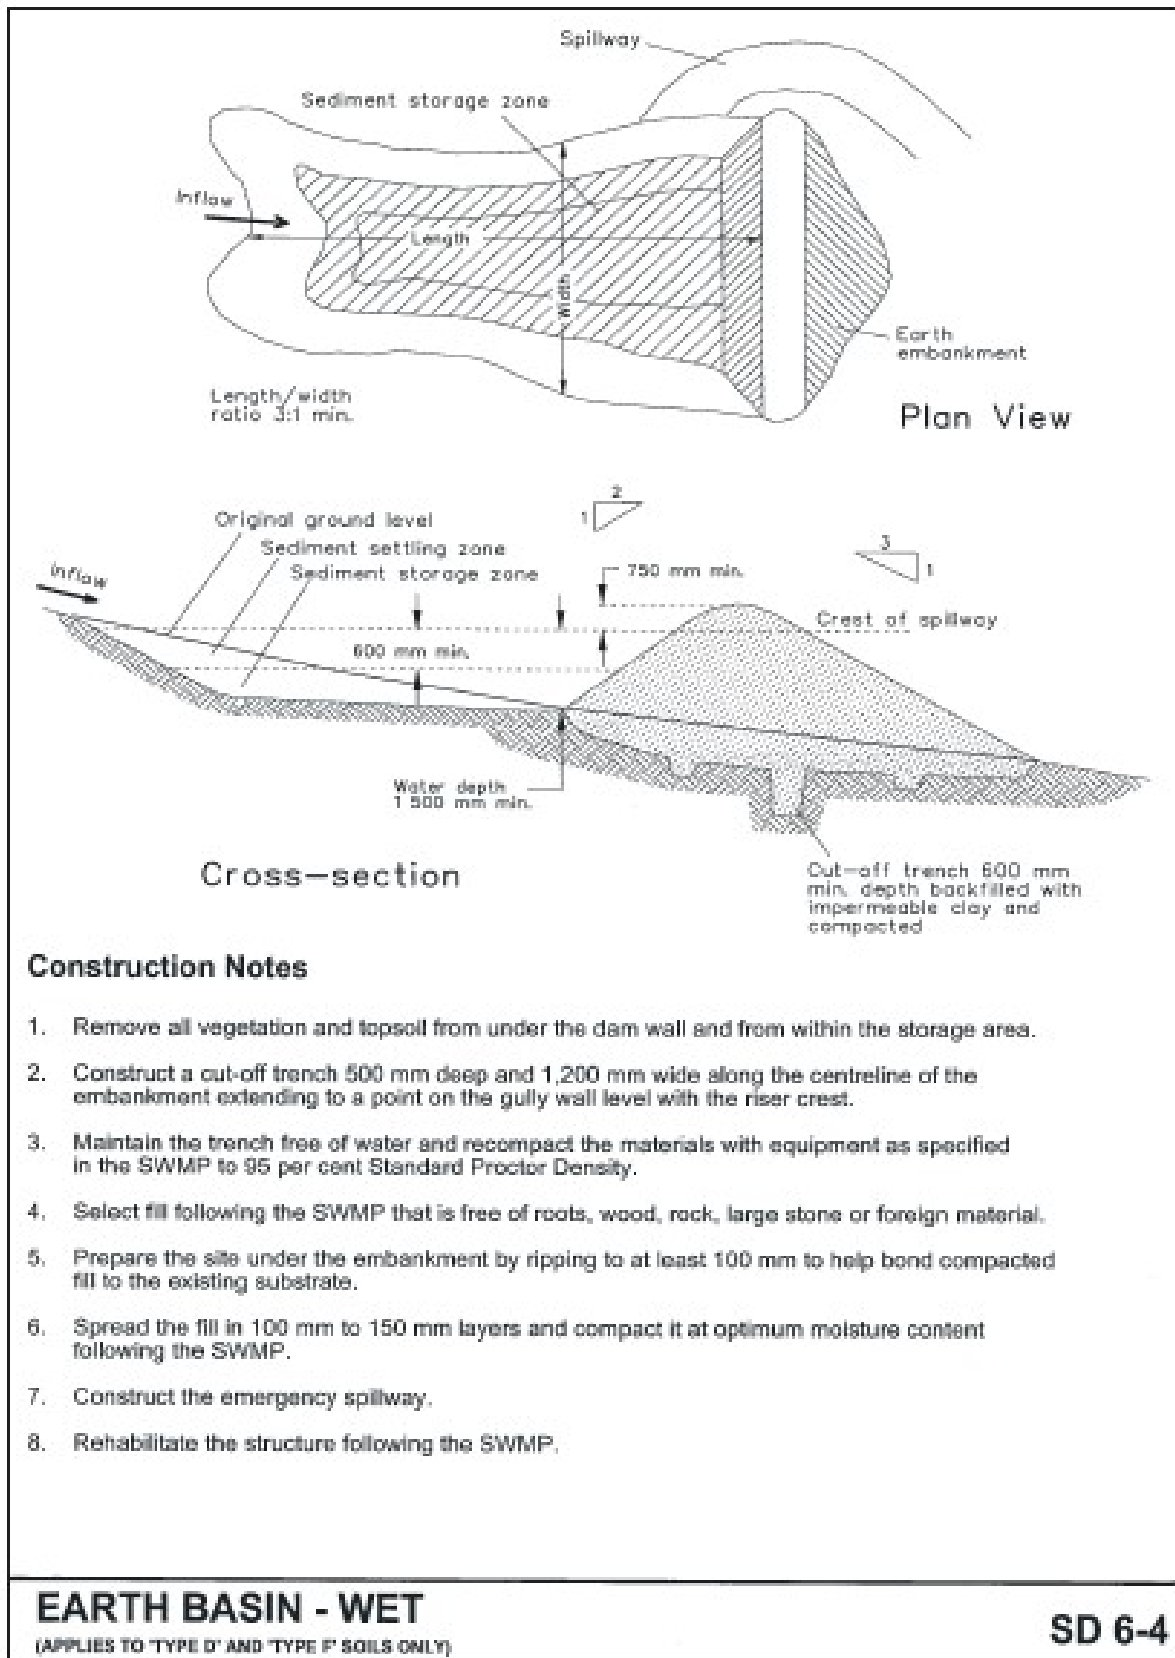 Spillway
Sediment storage zone
Inflow
Length
Width
Earth
embankment
Length/width
ratio 3:1 min.
Plan View
2
1
Original ground level
Sediment settling zone
3
1
Inflow
Sediment storage zone
750 mm min.
Crest of spillway
600 mm min.
Water depth
1 500 mm min.
Cross-section
Cut-off trench 600 mm
min. depth backfilled with
impermeable clay and
compacted
Construction Notes
1. Remove all vegetation and topsoil from under the dam wall and from within the storage area.
2. Construct a cut-off trench 500 mm deep and 1,200 mm wide along the centreline of the
embankment extending to a point on the gully wall level with the riser crest.
3. Maintain the trench free of water and recompact the materials with equipment as specified
in the SWMP to 95 per cent Standard Proctor Density.
4. Select fill following the SWMP that is free of roots, wood, rock, large stone or foreign material.
5. Prepare the site under the embankment by ripping to at least 100 mm to help bond compacted
fill to the existing substrate.
6. Spread the fill in 100 mm to 150 mm layers and compact it at optimum moisture content
following the SWMP.
7. Construct the emergency spillway.
8. Rehabilitate the structure following the SWMP.
EARTH BASIN - WET
(APPLIES TO 'TYPE D' AND 'TYPE F' SOILS ONLY)
SD 6-4